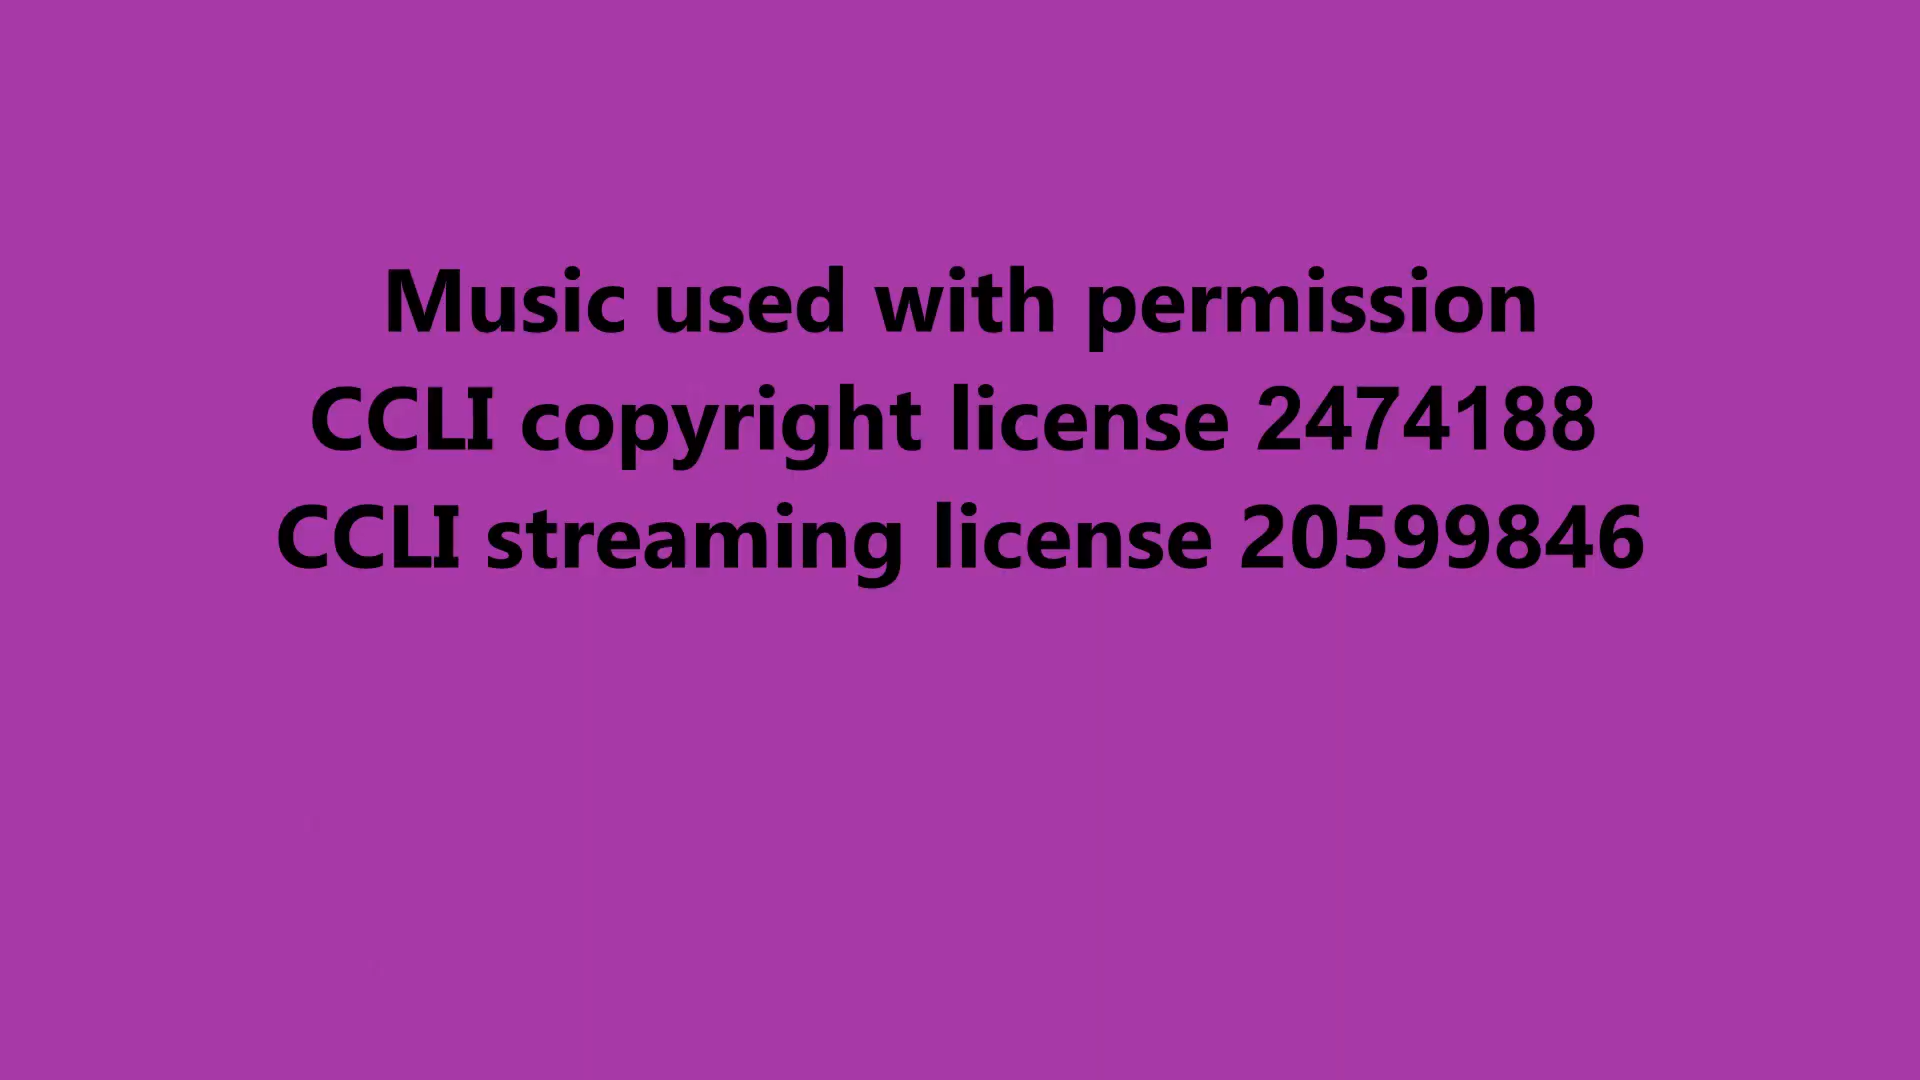 Music used with permission
CCLI copyright license 2474188
CCLI streaming license 20599846